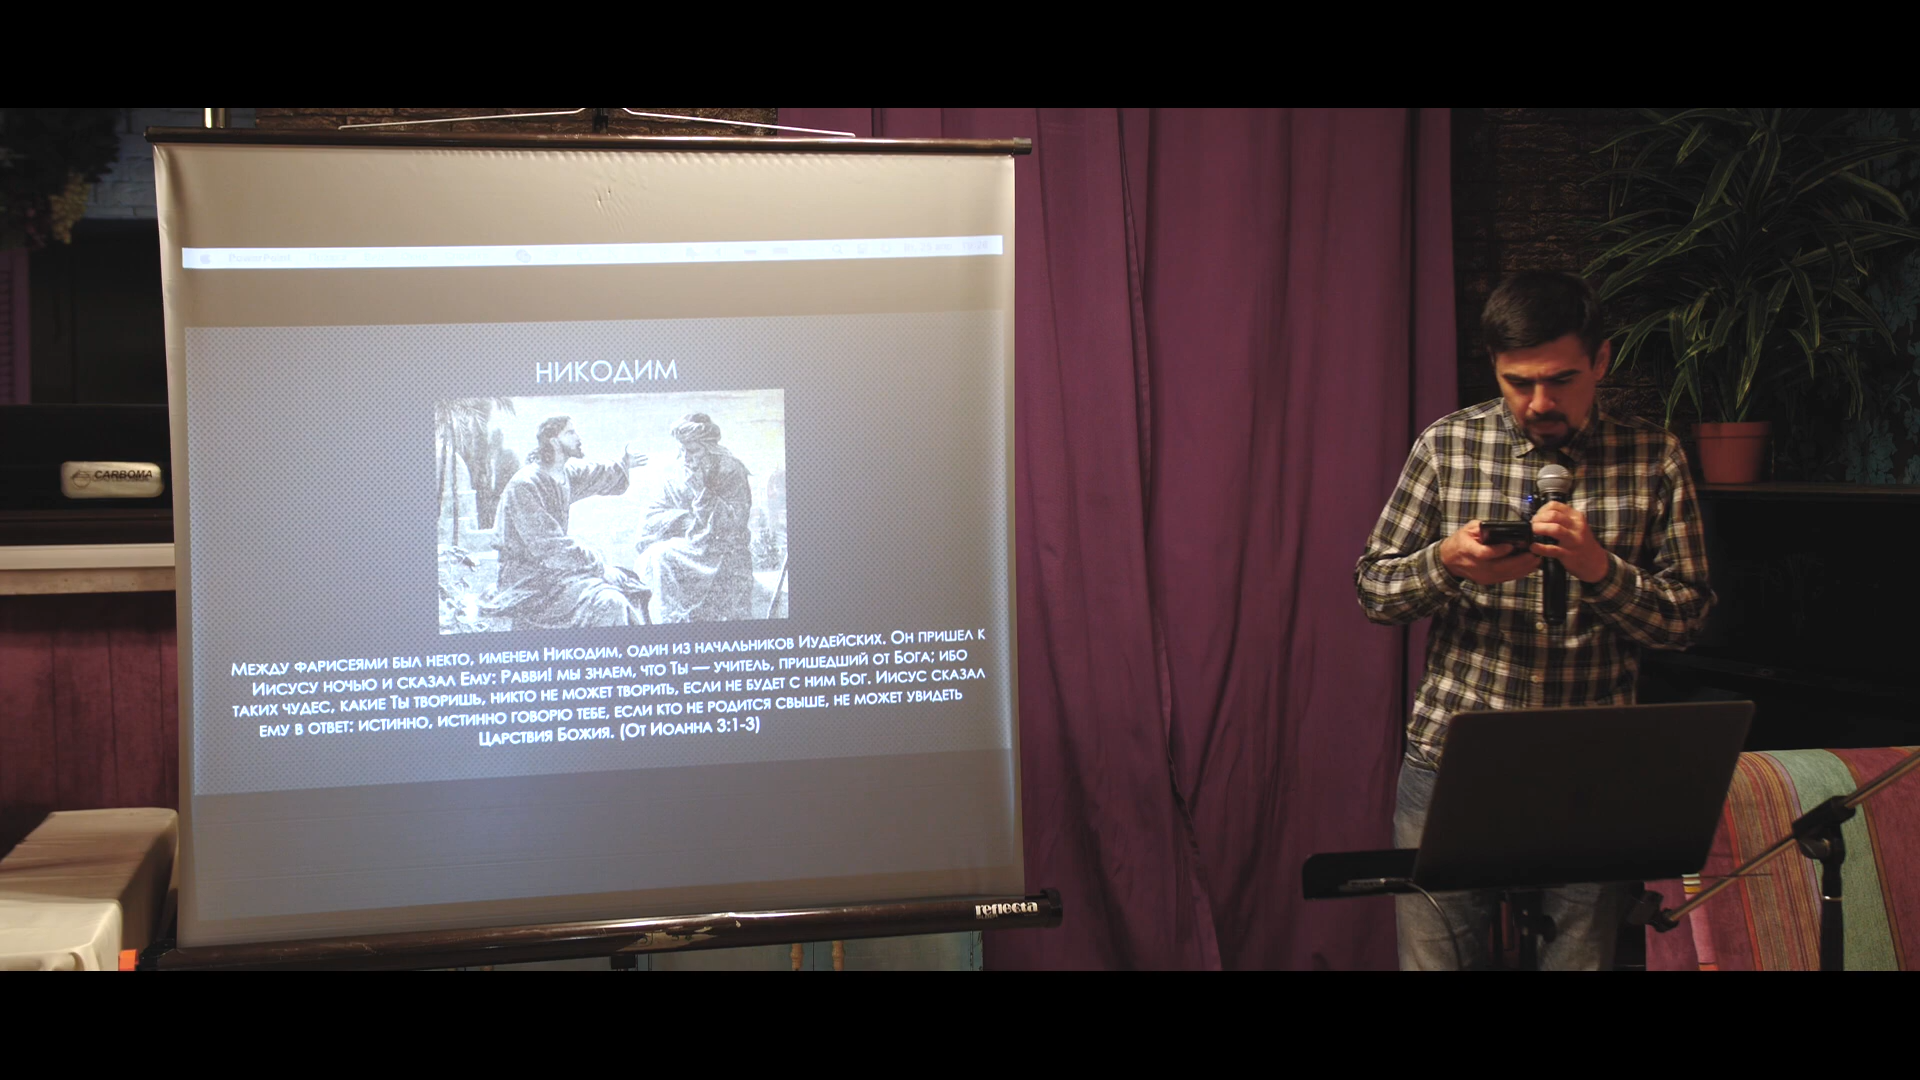 PowerPoint
НИКОДИМ
CARBOMA
МЕЖДУ ФАРИСЕЯМИ БЫЛ НЕКТО, ИМЕНЕМ НИКОДИМ, ОДИН ИЗ НАЧАЛЬНИКОВ ИУДЕЙСКИХ. ОН ПРИШЕЛ К
ИИСУСУ НОЧЬЮ И СКАЗАЛ ЕМУ: РАВВИ! МЫ ЗНАЕМ, ЧТО ТЫ — УЧИТЕЛЬ, ПРИШЕДШИЙ ОТ БОГА; ИБО
ТАКИХ ЧУДЕС, КАКИЕ ТЫ ТВОРИШЬ, НИКТО НЕ МОЖЕТ ТВОРИТЬ, ЕСЛИ НЕ БУДЕТ С НИМ БОГ. ИИСУС СКАЗАЛ
ЕМУ В ОТВЕТ: ИСТИННО, ИСТИННО ГОВОРЮ ТЕБЕ, ЕСЛИ КТО НЕ РОДИТСЯ СВЫШЕ, НЕ МОЖЕТ УВИДЕТЬ
ЦАРСТВИЯ БОЖИЯ. (ОТ ИОАННА 3:1-3)
reflecta